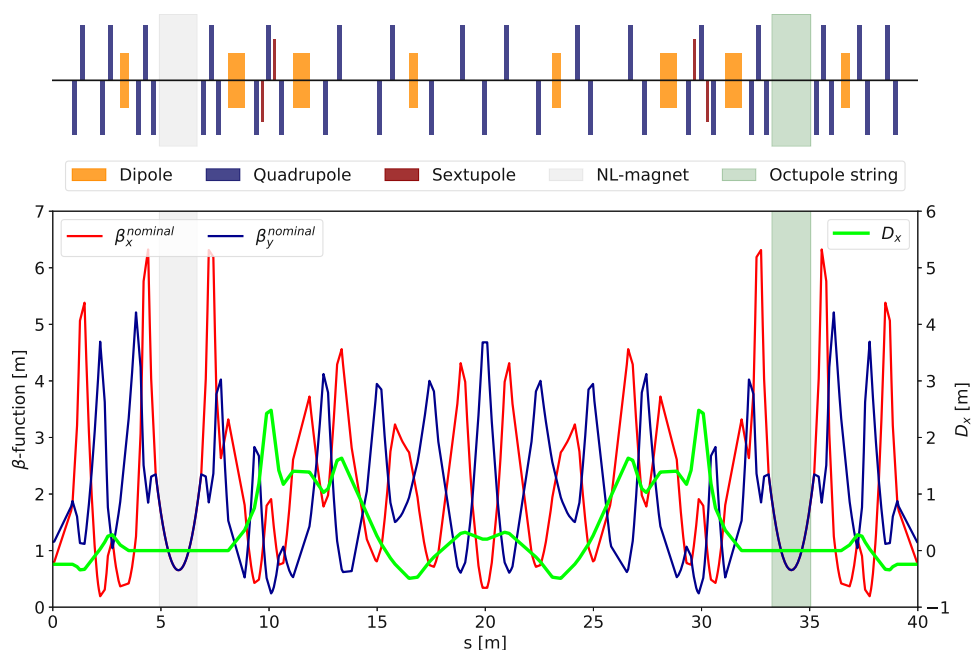 Dipole Quadrupole Sextupole NL-magnet Octupole string
β_x^{nominal} β_y^{nominal} D_x
7 6 5 4 3 2 1 0
β-function [m]
6 5 4 3 2 1 0 −1
D_x [m]
0 5 10 15 20 25 30 35 40
s [m]